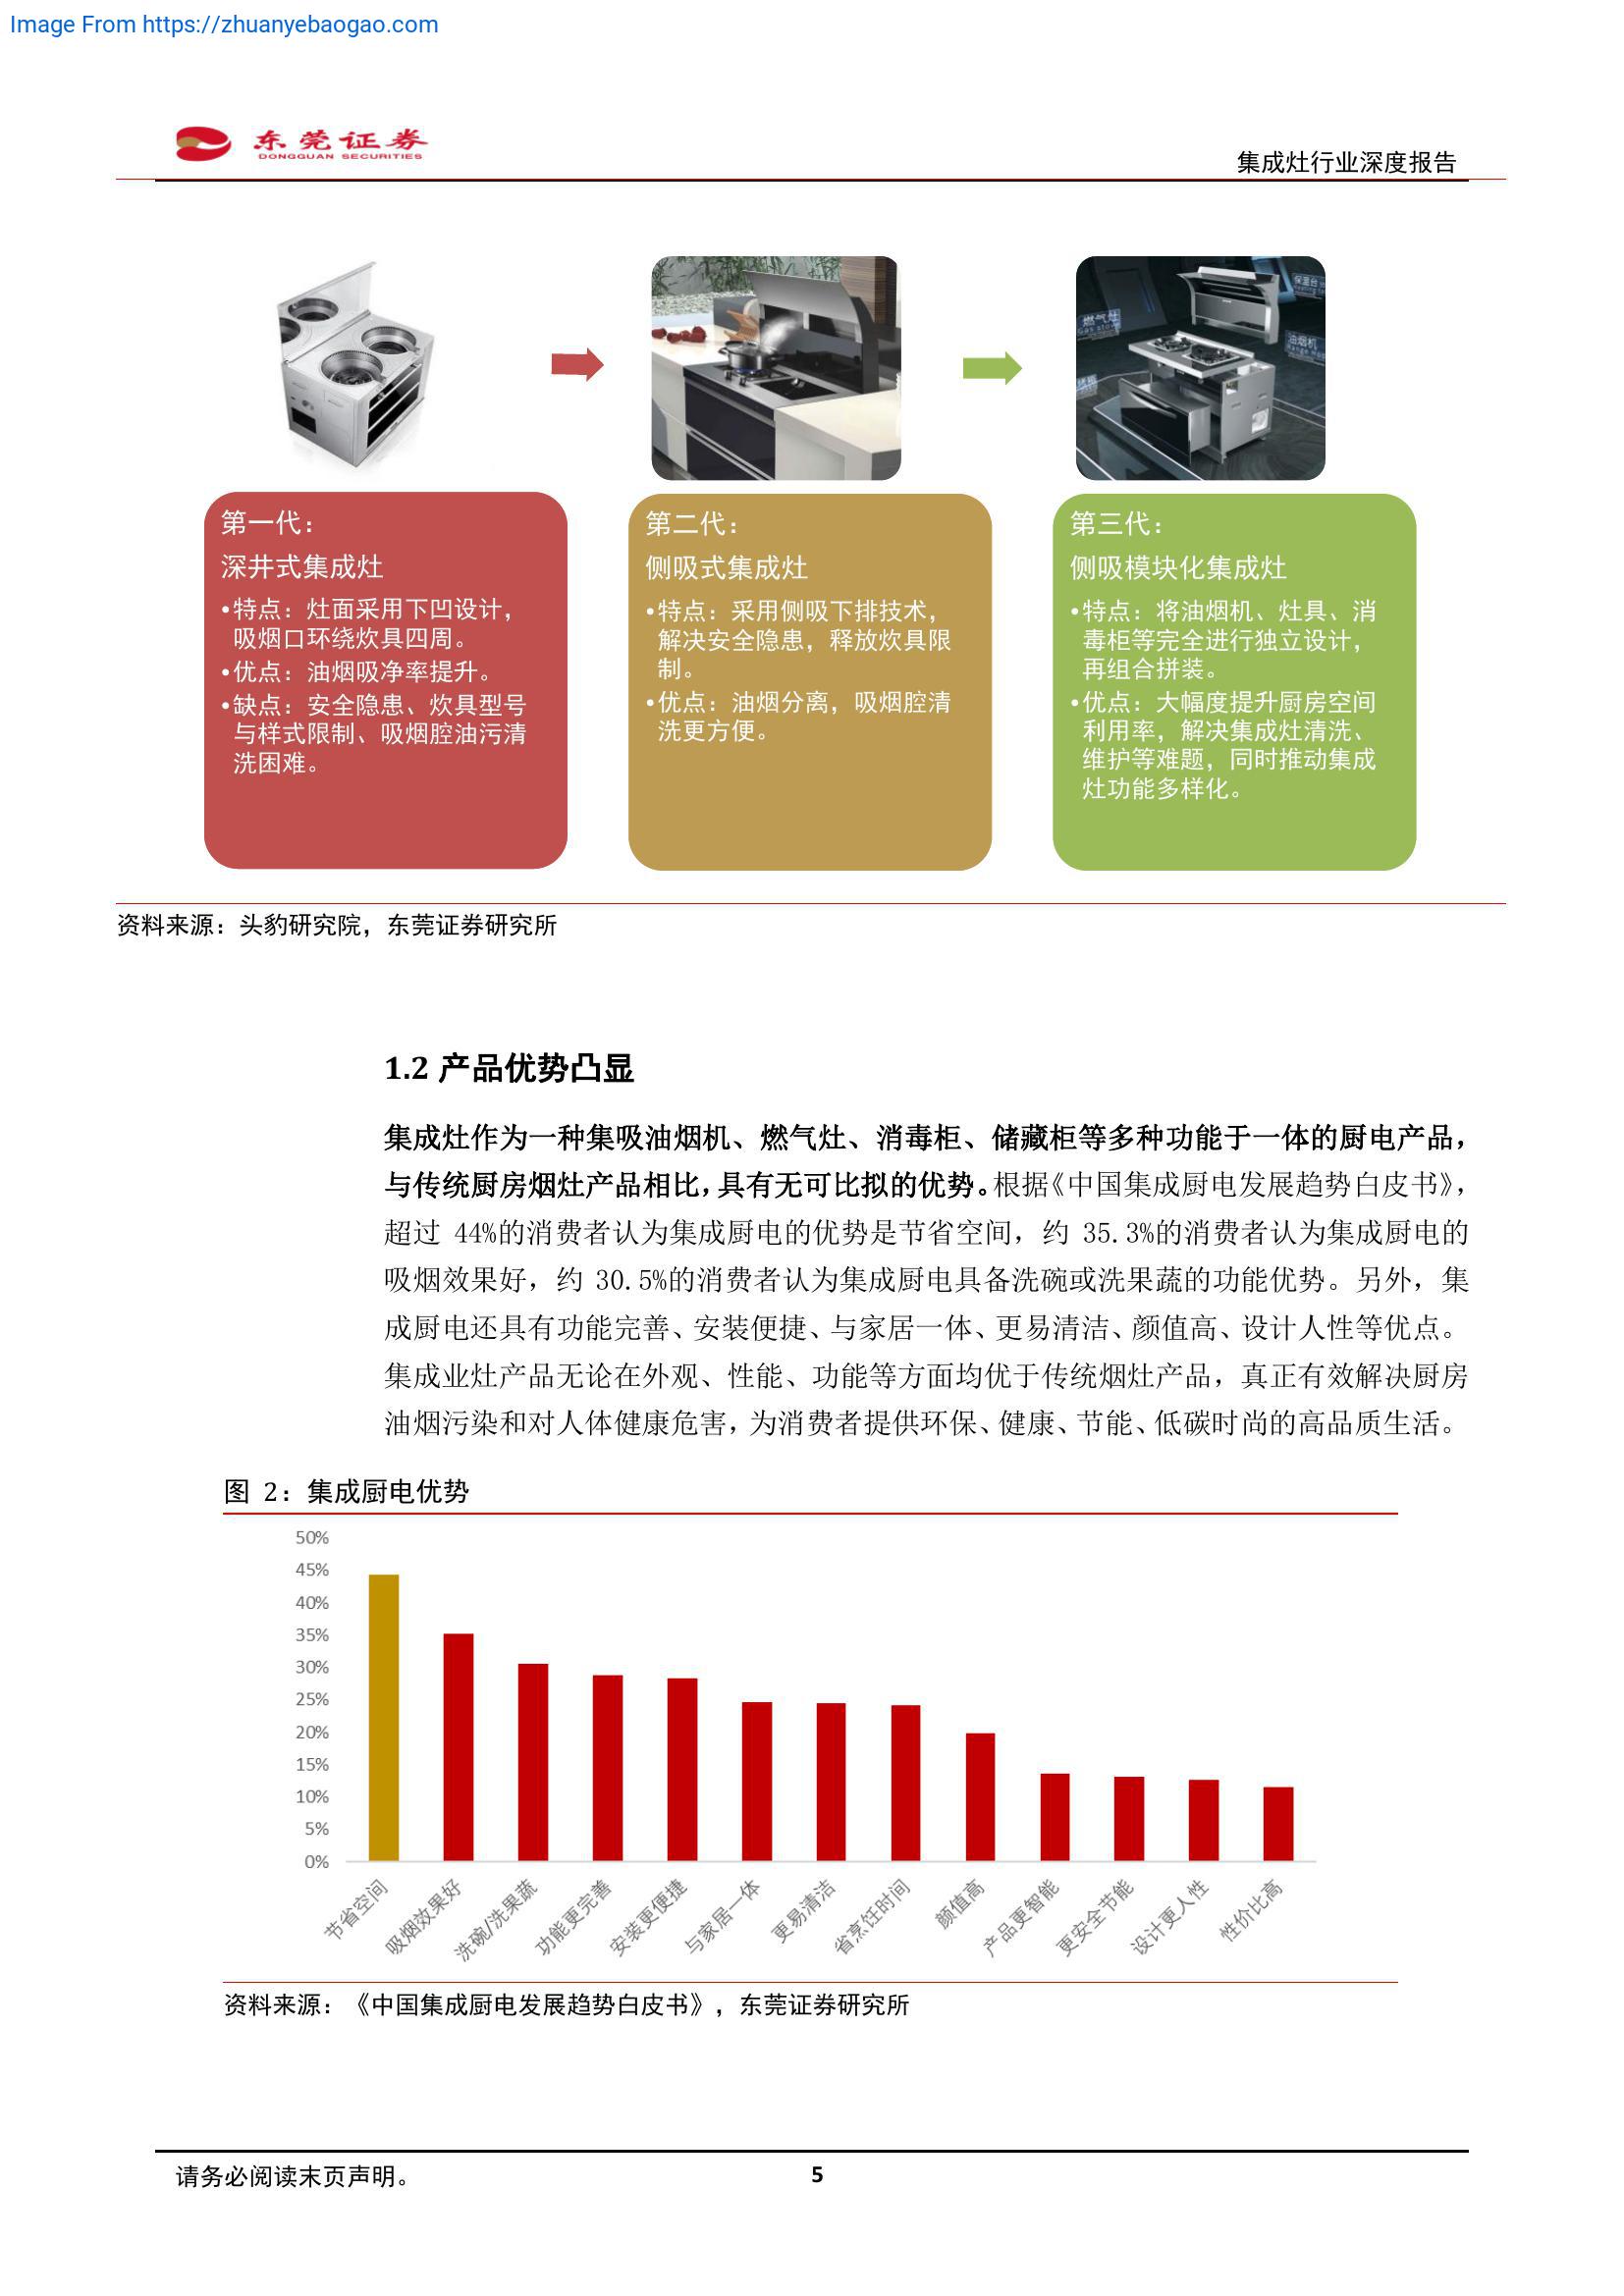 Image From https://zhuanyebaogao.com
东莞证券
DONGGUAN SECURITIES
集成灶行业深度报告
燃气灶
Gas stove
保温台
油烟机
第一代：
深井式集成灶
•特点：灶面采用下凹设计，
吸烟口环绕炊具四周。
•优点：油烟吸净率提升。
•缺点：安全隐患、炊具型号
与样式限制、吸烟腔油污清
洗困难。
第二代：
侧吸式集成灶
•特点：采用侧吸下排技术，
解决安全隐患，释放炊具限
制。
•优点：油烟分离，吸烟腔清
洗更方便。
第三代：
侧吸模块化集成灶
•特点：将油烟机、灶具、消
毒柜等完全进行独立设计，
再组合拼装。
•优点：大幅度提升厨房空间
利用率，解决集成灶清洗、
维护等难题，同时推动集成
灶功能多样化。
资料来源：头豹研究院，东莞证券研究所
1.2 产品优势凸显
集成灶作为一种集吸油烟机、燃气灶、消毒柜、储藏柜等多种功能于一体的厨电产品，
与传统厨房烟灶产品相比，具有无可比拟的优势。根据《中国集成厨电发展趋势白皮书》，
超过 44%的消费者认为集成厨电的优势是节省空间，约 35.3%的消费者认为集成厨电的
吸烟效果好，约 30.5%的消费者认为集成厨电具备洗碗或洗果蔬的功能优势。另外，集
成厨电还具有功能完善、安装便捷、与家居一体、更易清洁、颜值高、设计人性等优点。
集成业灶产品无论在外观、性能、功能等方面均优于传统烟灶产品，真正有效解决厨房
油烟污染和对人体健康危害，为消费者提供环保、健康、节能、低碳时尚的高品质生活。
图 2：集成厨电优势
50%
45%
40%
35%
30%
25%
20%
15%
10%
5%
0%
节省空间
吸烟效果好
洗碗/洗果蔬
功能更完善
安装更便捷
与家居一体
更易清洁
省烹饪时间
颜值高
产品更智能
更安全节能
设计更人性
性价比高
资料来源：《中国集成厨电发展趋势白皮书》，东莞证券研究所
请务必阅读末页声明。
5